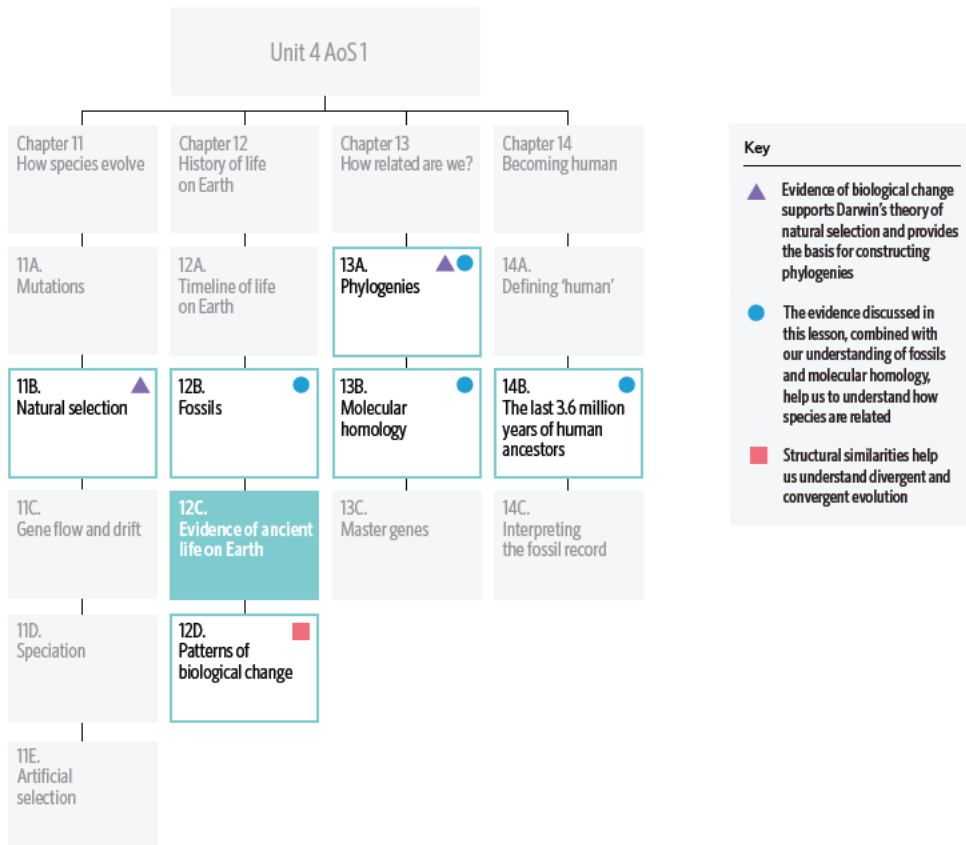 Unit 4 AoS 1
Chapter 11
How species evolve
Chapter 12
History of life
on Earth
Chapter 13
How related are we?
Chapter 14
Becoming human
11A.
Mutations
12A.
Timeline of life
on Earth
13A.
Phylogenies
14A.
Defining ‘human’
11B.
Natural selection
12B.
Fossils
13B.
Molecular
homology
14B.
The last 3.6 million
years of human
ancestors
11C.
Gene flow and drift
12C.
Evidence of ancient
life on Earth
13C.
Master genes
14C.
Interpreting
the fossil record
11D.
Speciation
12D.
Patterns of
biological change
11E.
Artificial
selection
Key
Evidence of biological change
supports Darwin’s theory of
natural selection and provides
the basis for constructing
phylogenies
The evidence discussed in
this lesson, combined with
our understanding of fossils
and molecular homology,
help us to understand how
species are related
Structural similarities help
us understand divergent and
convergent evolution